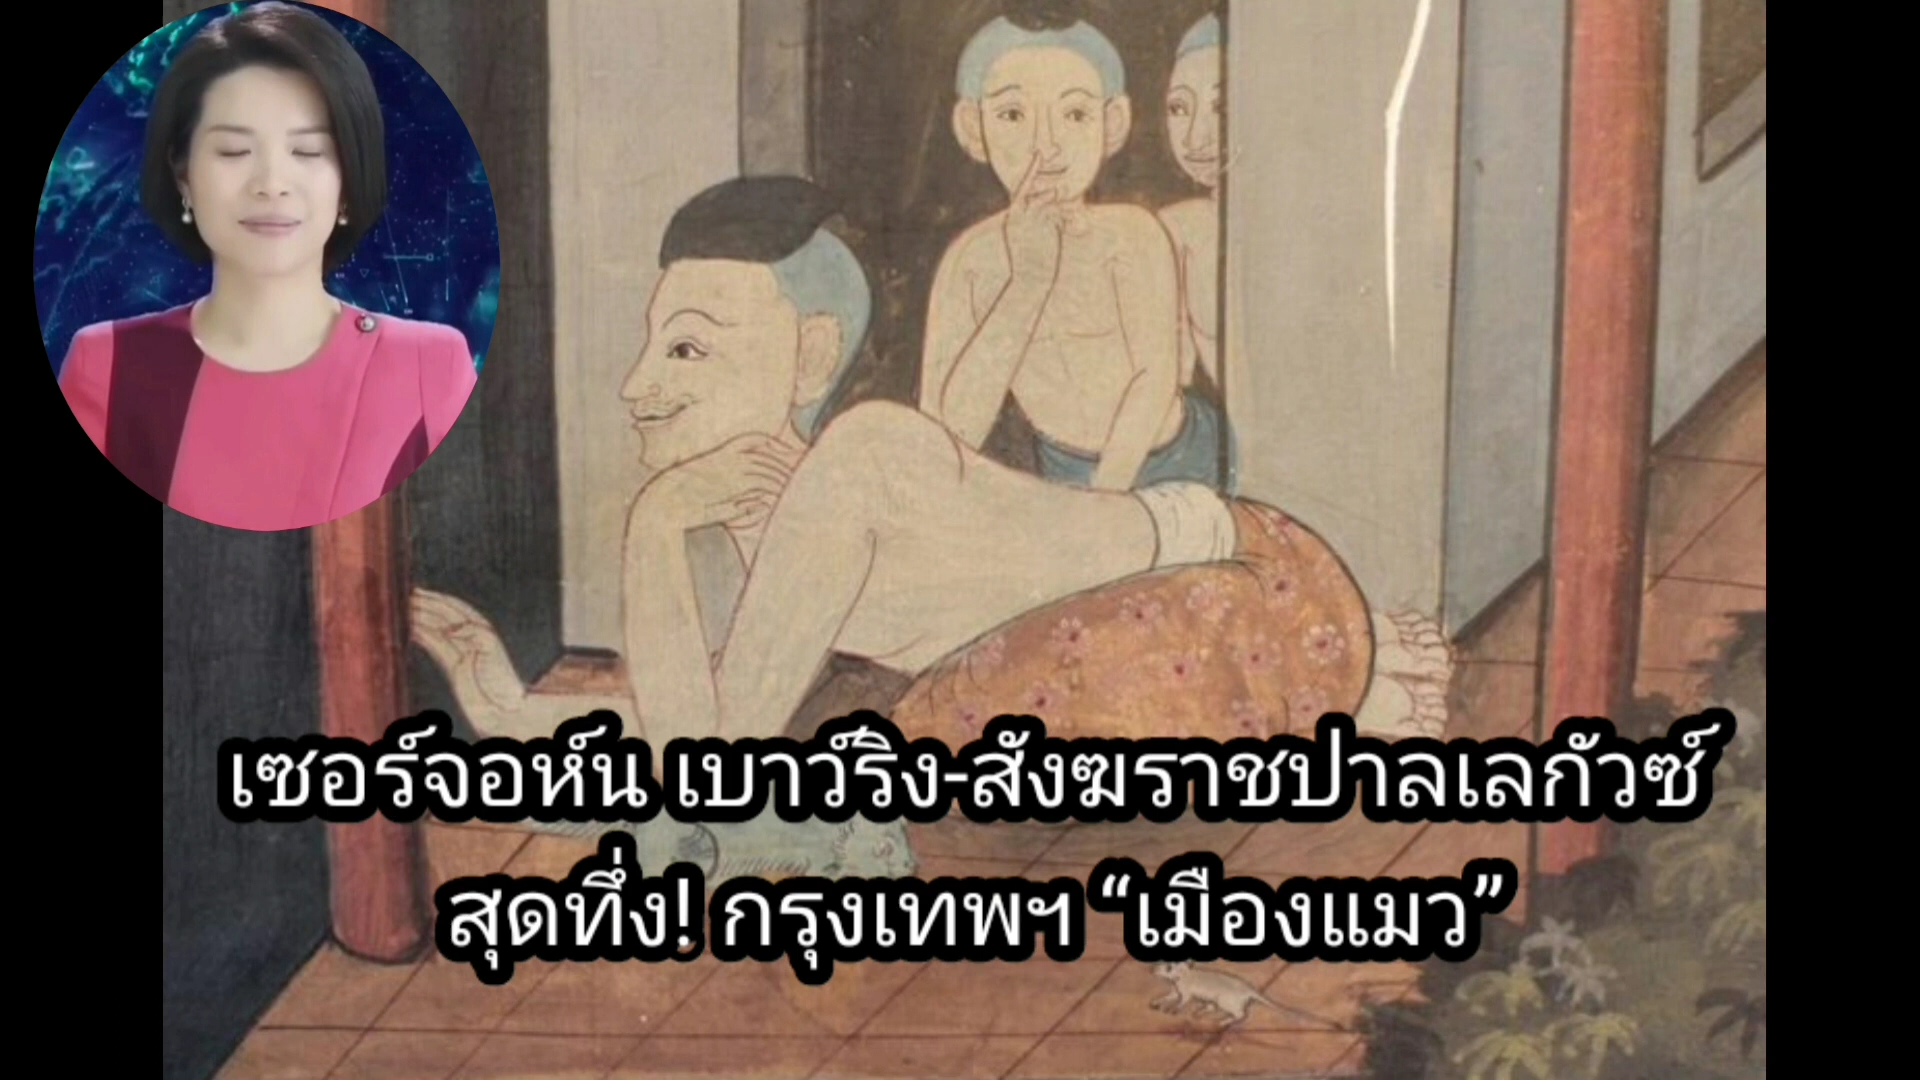 เซอร์จอห์น เบาว์ริง-สังฆราชปาลเลกัวซ์
สุดทึ่ง! กรุงเทพฯ “เมืองแมว”